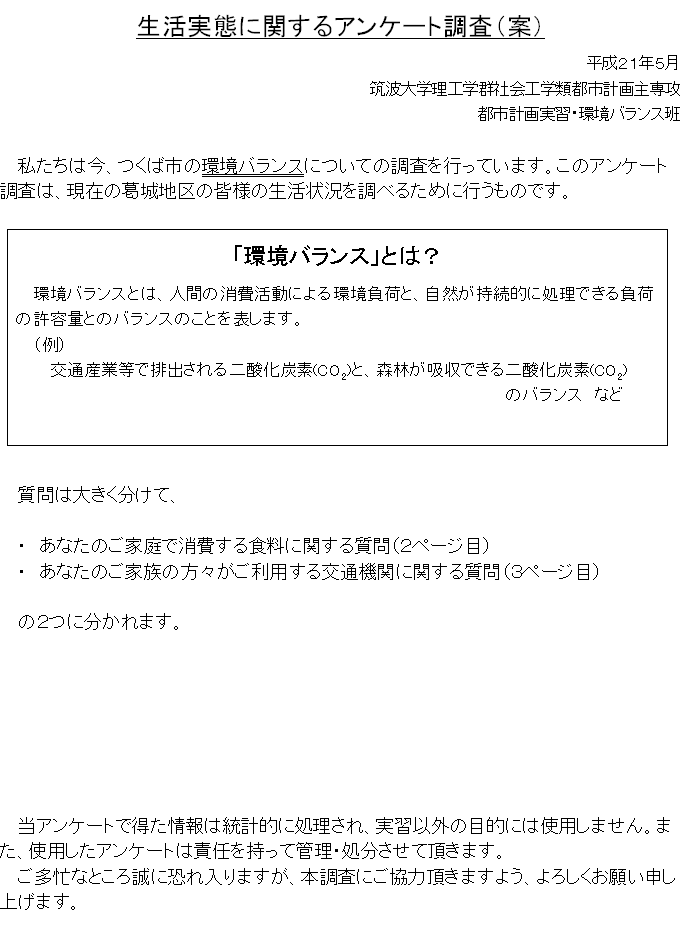 生活実態に関するアンケート調査（案）
平成２１年５月
筑波大学理工学群社会工学類都市計画主専攻
都市計画実習・環境バランス班
私たちは今、つくば市の環境バランスについての調査を行っています。このアンケート
調査は、現在の葛城地区の皆様の生活状況を調べるために行うものです。
「環境バランス」とは？
環境バランスとは、人間の消費活動による環境負荷と、自然が持続的に処理できる負荷
の許容量とのバランスのことを表します。
（例）
交通産業等で排出される二酸化炭素(CO₂)と、森林が吸収できる二酸化炭素(CO₂)
のバランス　など
質問は大きく分けて、
・　あなたのご家庭で消費する食料に関する質問（２ページ目）
・　あなたのご家族の方々がご利用する交通機関に関する質問（３ページ目）
の２つに分かれます。
当アンケートで得た情報は統計的に処理され、実習以外の目的には使用しません。ま
た、使用したアンケートは責任を持って管理・処分させて頂きます。
ご多忙なところ誠に恐れ入りますが、本調査にご協力頂きますよう、よろしくお願い申し
上げます。